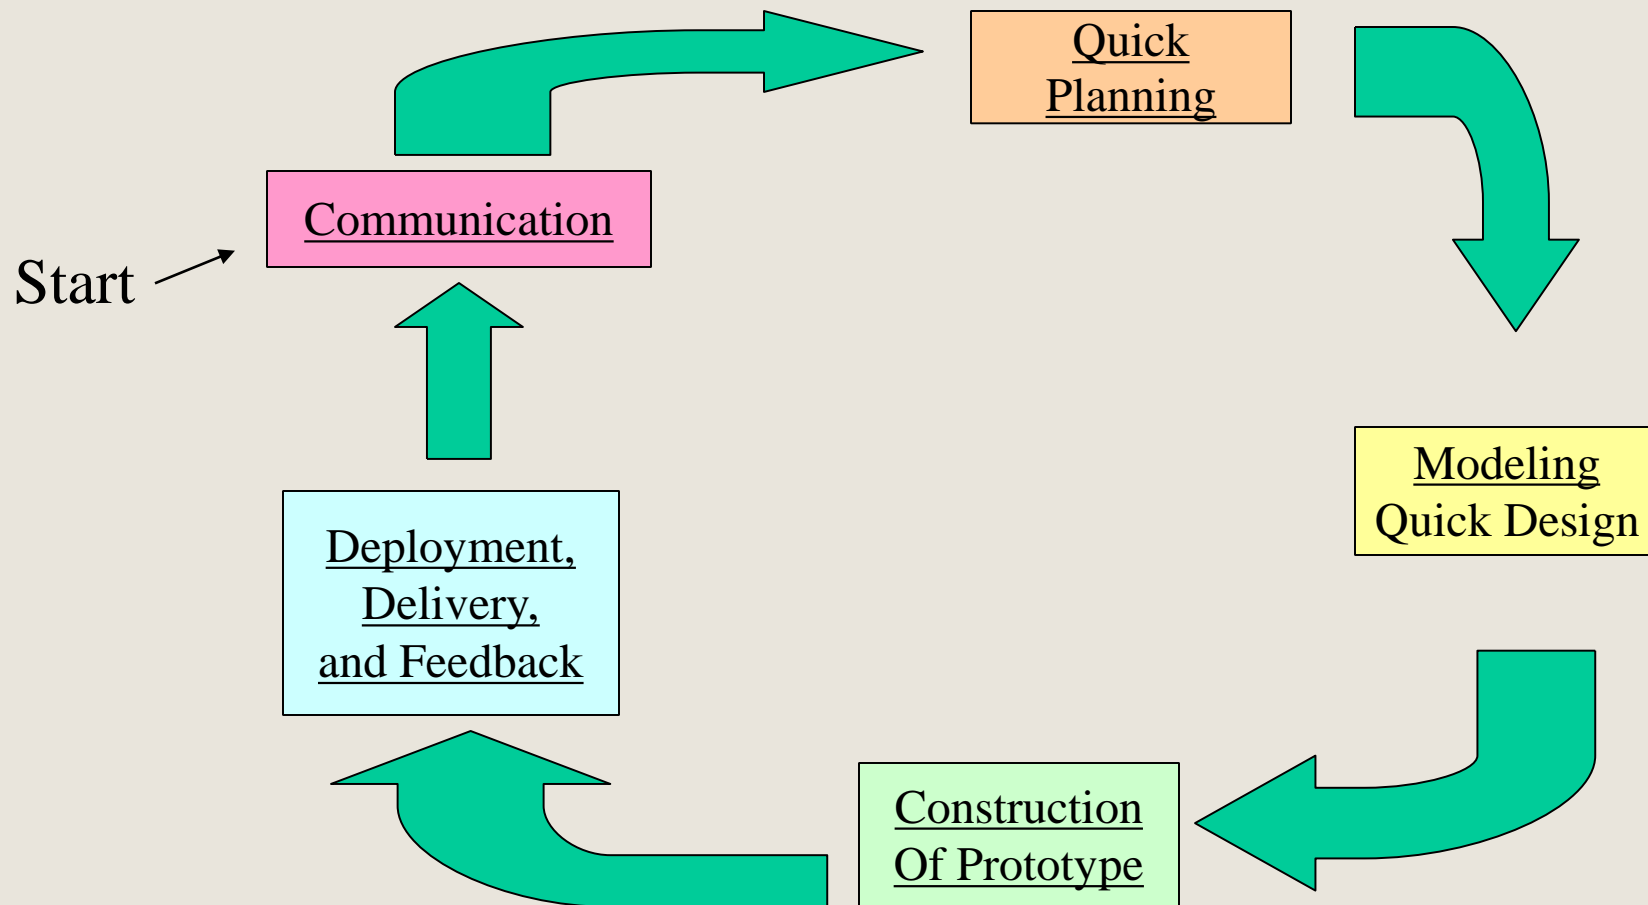 Quick
Planning
Communication
Start
Modeling
Quick Design
Deployment,
Delivery,
and Feedback
Construction
Of Prototype